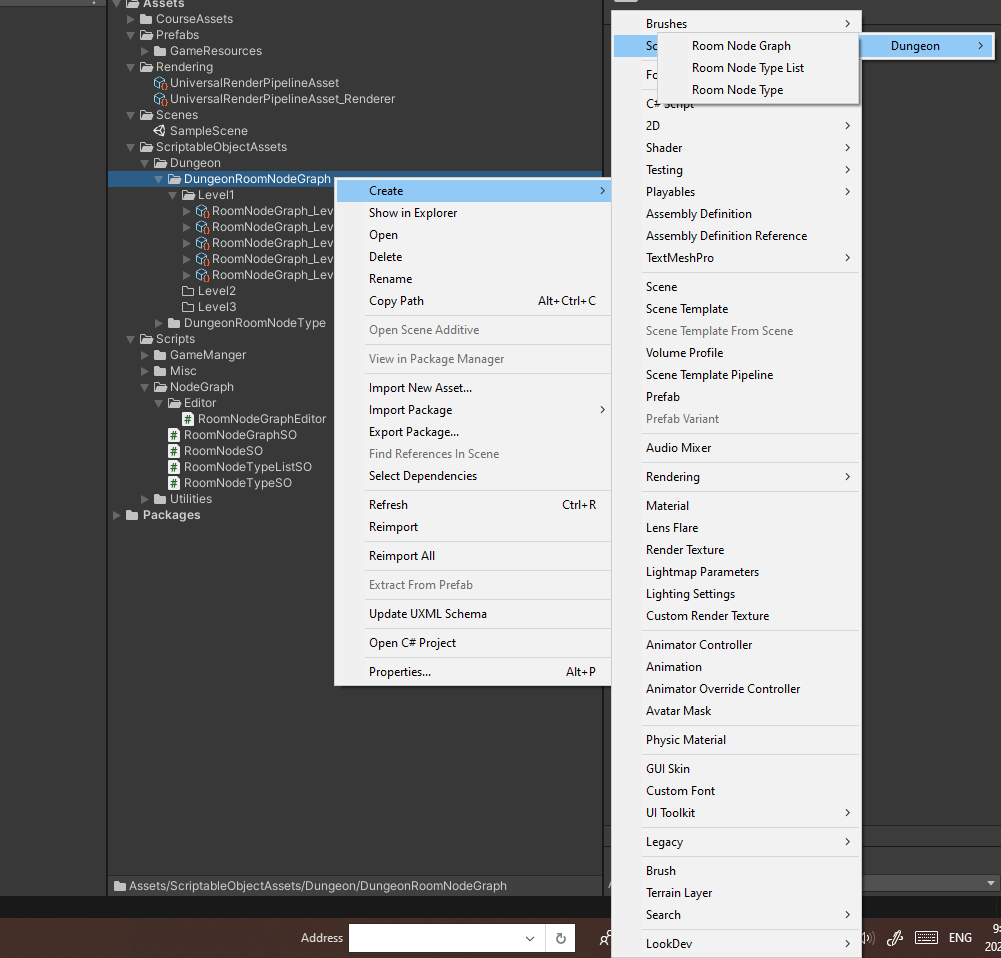 Assets
CourseAssets
Prefabs
GameResources
Rendering
UniversalRenderPipelineAsset
UniversalRenderPipelineAsset_Renderer
Scenes
SampleScene
ScriptableObjectAssets
Dungeon
DungeonRoomNodeGraph
Level1
RoomNodeGraph_Lev
RoomNodeGraph_Lev
RoomNodeGraph_Lev
RoomNodeGraph_Lev
RoomNodeGraph_Lev
Level2
Level3
DungeonRoomNodeType
Scripts
GameManger
Misc
NodeGraph
Editor
RoomNodeGraphEditor
RoomNodeGraphSO
RoomNodeSO
RoomNodeTypeListSO
RoomNodeTypeSO
Utilities
Packages
Assets/ScriptableObjectAssets/Dungeon/DungeonRoomNodeGraph
Create
Show in Explorer
Open
Delete
Rename
Copy Path Alt+Ctrl+C
Open Scene Additive
View in Package Manager
Import New Asset...
Import Package
Export Package...
Find References In Scene
Select Dependencies
Refresh Ctrl+R
Reimport
Reimport All
Extract From Prefab
Update UXML Schema
Open C# Project
Properties... Alt+P
Brushes
Sc
Fo
C# Script
2D
Shader
Testing
Playables
Assembly Definition
Assembly Definition Reference
TextMeshPro
Scene
Scene Template
Scene Template From Scene
Volume Profile
Scene Template Pipeline
Prefab
Prefab Variant
Audio Mixer
Rendering
Material
Lens Flare
Render Texture
Lightmap Parameters
Lighting Settings
Custom Render Texture
Animator Controller
Animation
Animator Override Controller
Avatar Mask
Physic Material
GUI Skin
Custom Font
UI Toolkit
Legacy
Brush
Terrain Layer
Search
LookDev
Dungeon
Room Node Graph
Room Node Type List
Room Node Type
Address
ENG
9:
202